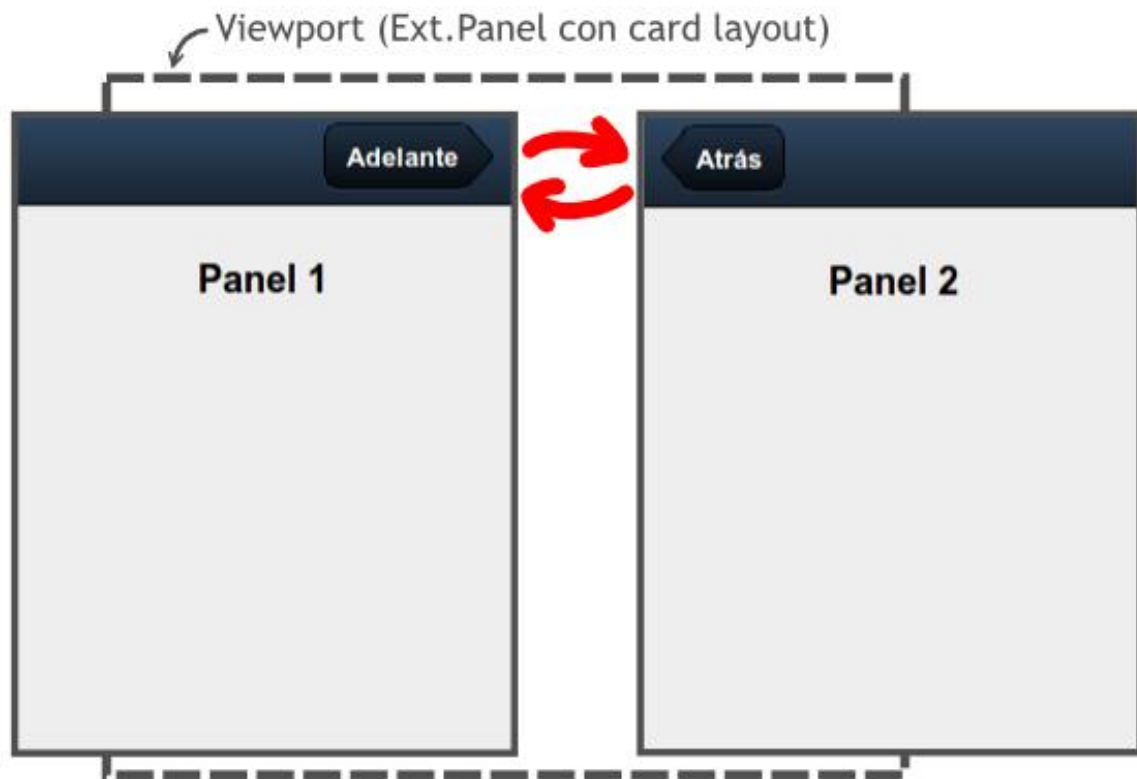 Viewport (Ext.Panel con card layout)
Adelante
Atrás
Panel 1
Panel 2